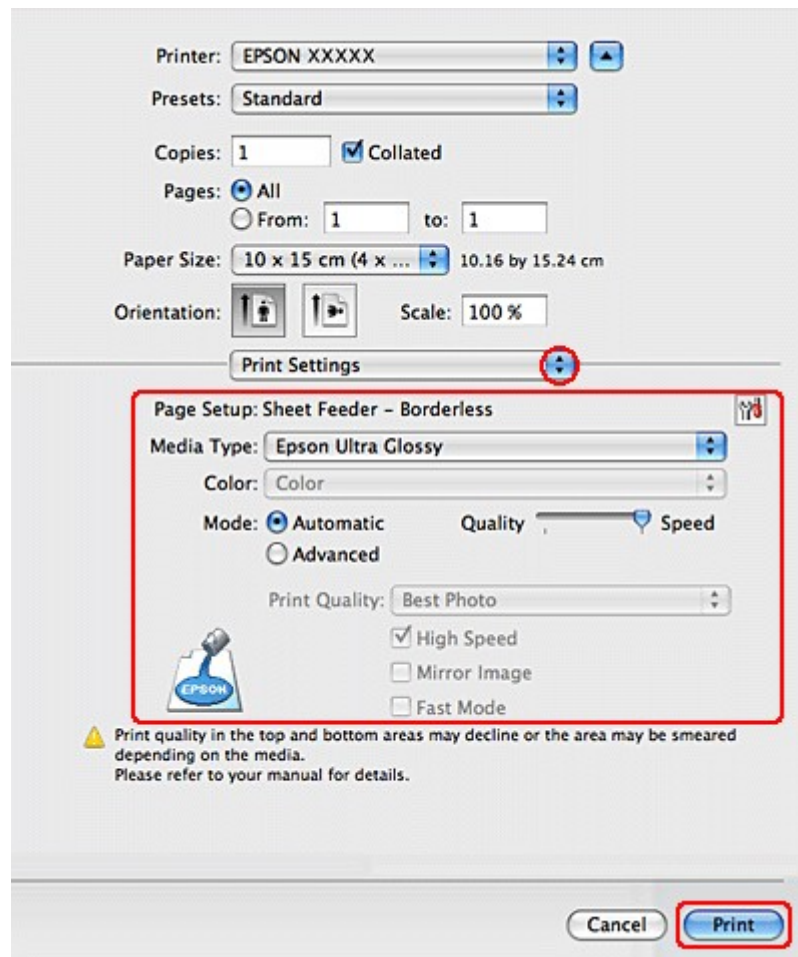 Printer: EPSON XXXXX
Presets: Standard
Copies: 1 Collated
Pages: All
From: 1 to: 1
Paper Size: 10 x 15 cm (4 x ... 10.16 by 15.24 cm
Orientation: Scale: 100 %
Print Settings
Page Setup: Sheet Feeder - Borderless
Media Type: Epson Ultra Glossy
Color: Color
Mode: Automatic Quality Speed
Advanced
Print Quality: Best Photo
High Speed
Mirror Image
EPSON
Fast Mode
Print quality in the top and bottom areas may decline or the area may be smeared
depending on the media.
Please refer to your manual for details.
Cancel Print